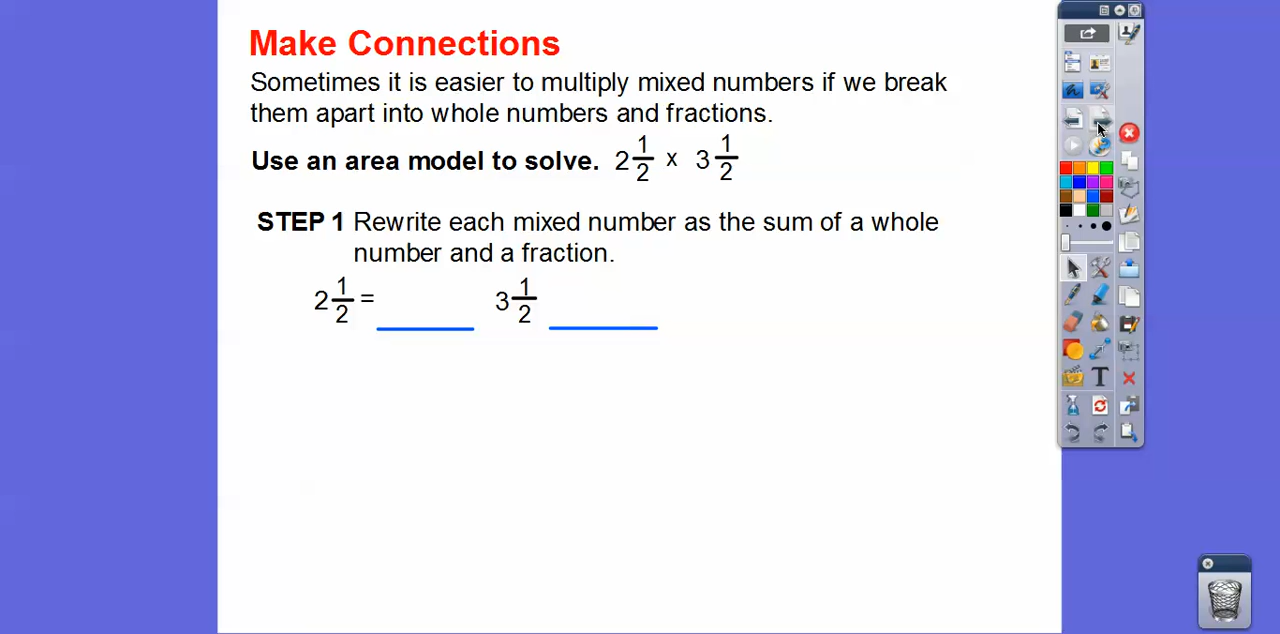 Make Connections
Sometimes it is easier to multiply mixed numbers if we break
them apart into whole numbers and fractions.
Use an area model to solve. 2 1/2 x 3 1/2
STEP 1 Rewrite each mixed number as the sum of a whole
number and a fraction.
2 1/2 = ______ 3 1/2 ______